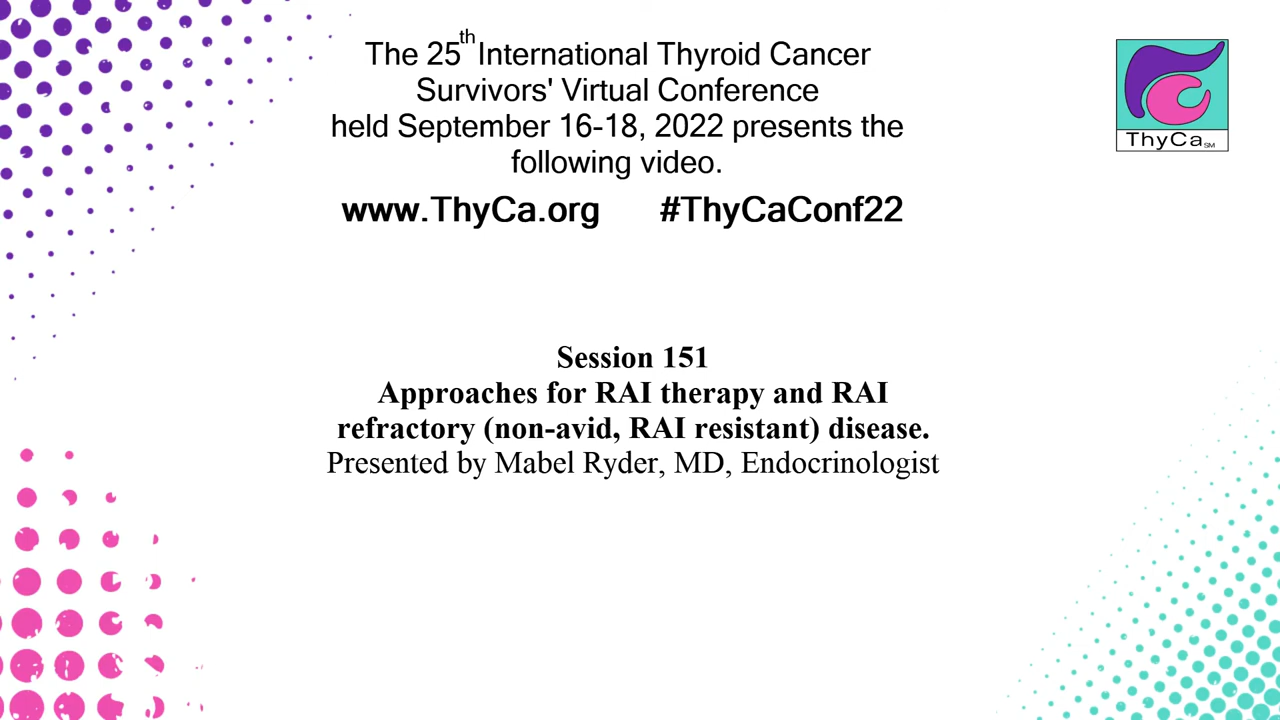 The 25th International Thyroid Cancer
Survivors' Virtual Conference
held September 16-18, 2022 presents the
following video.
www.ThyCa.org #ThyCaConf22
ThyCa SM
Session 151
Approaches for RAI therapy and RAI
refractory (non-avid, RAI resistant) disease.
Presented by Mabel Ryder, MD, Endocrinologist